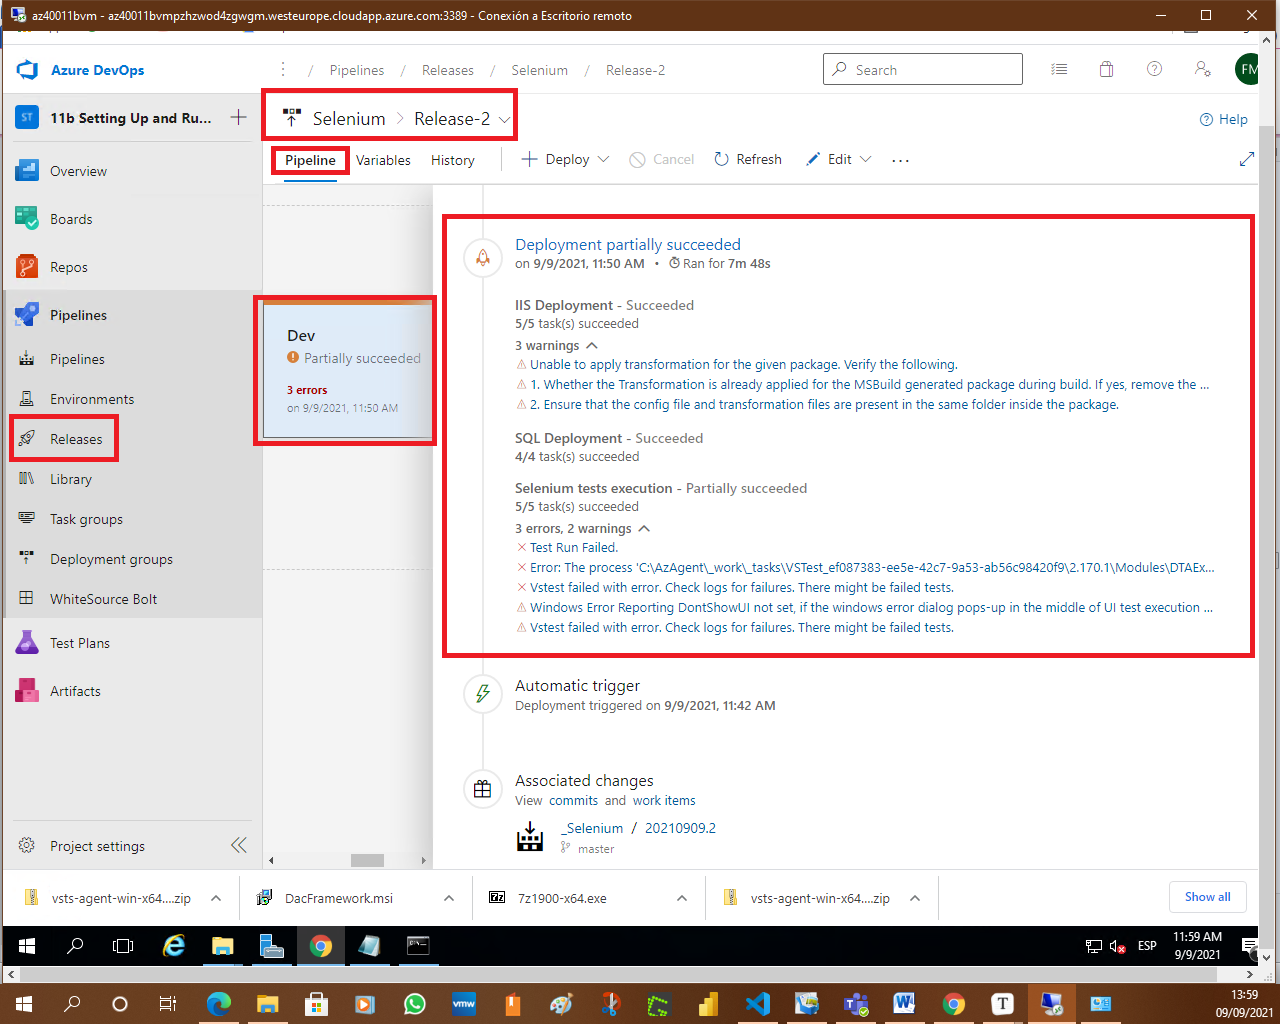 az40011bvm - az40011bvmpzhzwod4zgwgm.westeurope.cloudapp.azure.com:3389 - Conexión a Escritorio remoto
Azure DevOps
/ Pipelines / Releases / Selenium / Release-2
Search
FM
ST
11b Setting Up and Ru... +
Selenium > Release-2
Help
Pipeline
Variables
History
Deploy
Cancel
Refresh
Edit
...
Overview
Boards
Repos
Pipelines
Pipelines
Environments
Releases
Library
Task groups
Deployment groups
WhiteSource Bolt
Test Plans
Artifacts
Project settings
Dev
Partially succeeded
3 errors
on 9/9/2021, 11:50 AM
Deployment partially succeeded
on 9/9/2021, 11:50 AM • Ran for 7m 48s
IIS Deployment - Succeeded
5/5 task(s) succeeded
3 warnings
Unable to apply transformation for the given package. Verify the following.
1. Whether the Transformation is already applied for the MSBuild generated package during build. If yes, remove the ...
2. Ensure that the config file and transformation files are present in the same folder inside the package.
SQL Deployment - Succeeded
4/4 task(s) succeeded
Selenium tests execution - Partially succeeded
5/5 task(s) succeeded
3 errors, 2 warnings
Test Run Failed.
Error: The process 'C:\AzAgent\_work\_tasks\VSTest_ef087383-ee5e-42c7-9a53-ab56c98420f9\2.170.1\Modules\DTAEx...
Vstest failed with error. Check logs for failures. There might be failed tests.
Windows Error Reporting DontShowUI not set, if the windows error dialog pops-up in the middle of UI test execution ...
Vstest failed with error. Check logs for failures. There might be failed tests.
Automatic trigger
Deployment triggered on 9/9/2021, 11:42 AM
Associated changes
View commits and work items
_Selenium / 20210909.2
master
vsts-agent-win-x64....zip
DacFramework.msi
7z
7z1900-x64.exe
vsts-agent-win-x64....zip
Show all
ESP
11:59 AM
9/9/2021
vmw
T
13:59
09/09/2021